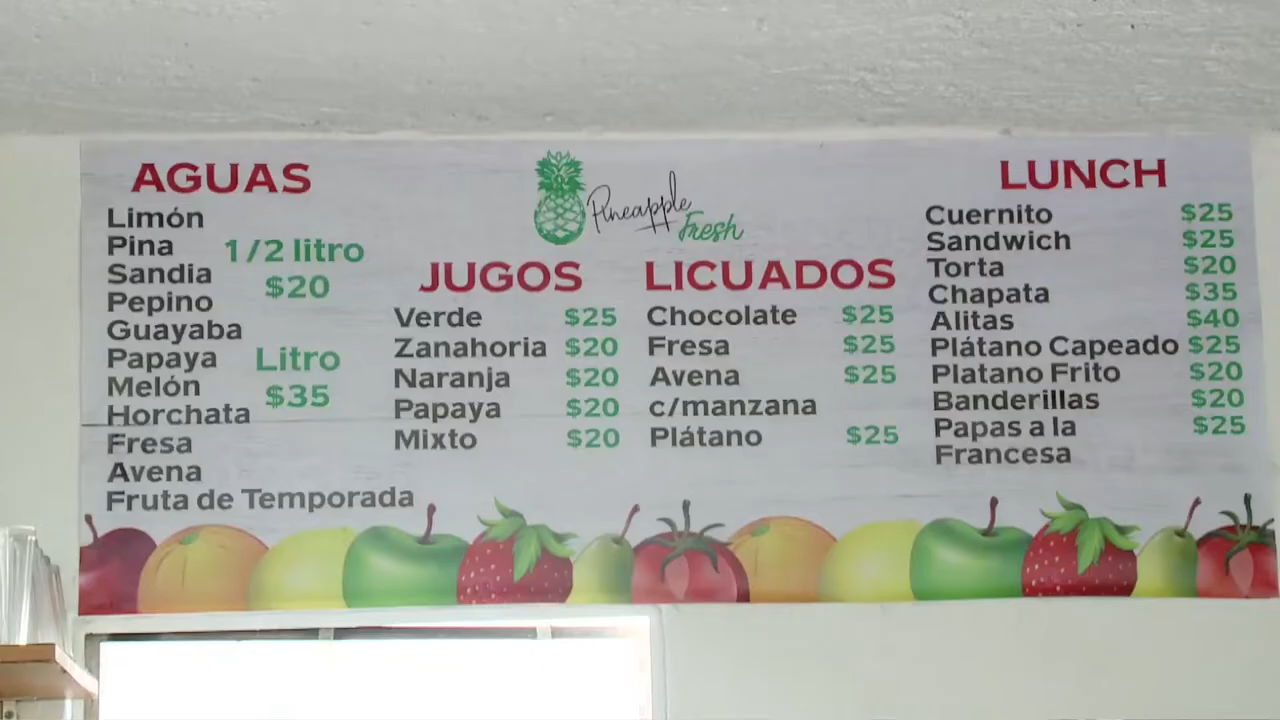 AGUAS
Limón
Pina
Sandia
Pepino
Guayaba
Papaya
Melón
Horchata
Fresa
Avena
Fruta de Temporada
1/2 litro
$20
Litro
$35
Pineapple
Fresh
JUGOS
Verde $25
Zanahoria $20
Naranja $20
Papaya $20
Mixto $20
LICUADOS
Chocolate $25
Fresa $25
Avena $25
c/manzana
Plátano $25
LUNCH
Cuernito $25
Sandwich $25
Torta $20
Chapata $35
Alitas $40
Plátano Capeado $25
Platano Frito $20
Banderillas $20
Papas a la $25
Francesa